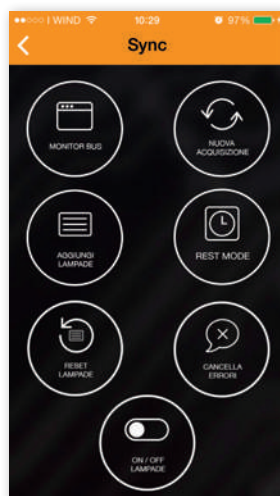 I WIND 10:29 97%
Sync
MONITOR BUS
NUOVA
ACQUISIZIONE
AGGIUNGI
LAMPADE
REST MODE
RESET
LAMPADE
CANCELLA
ERRORI
ON / OFF
LAMPADE